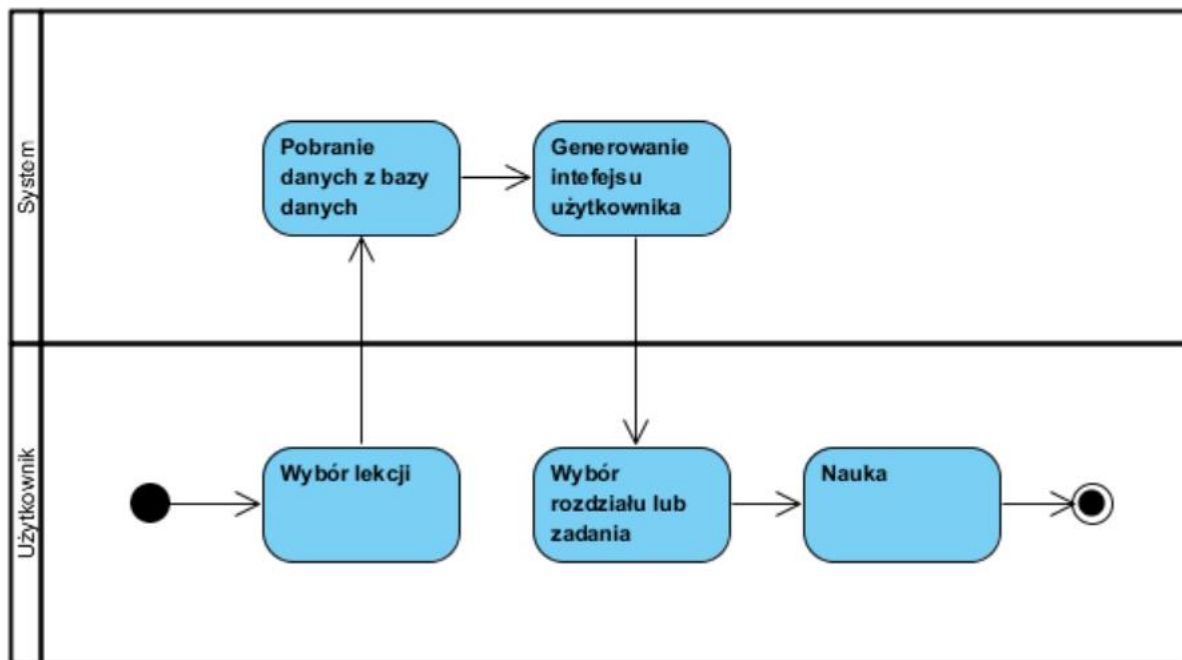 System
Pobranie
danych z bazy
danych
Generowanie
intefejsu
użytkownika
Użytkownik
Wybór lekcji
Wybór
rozdziału lub
zadania
Nauka